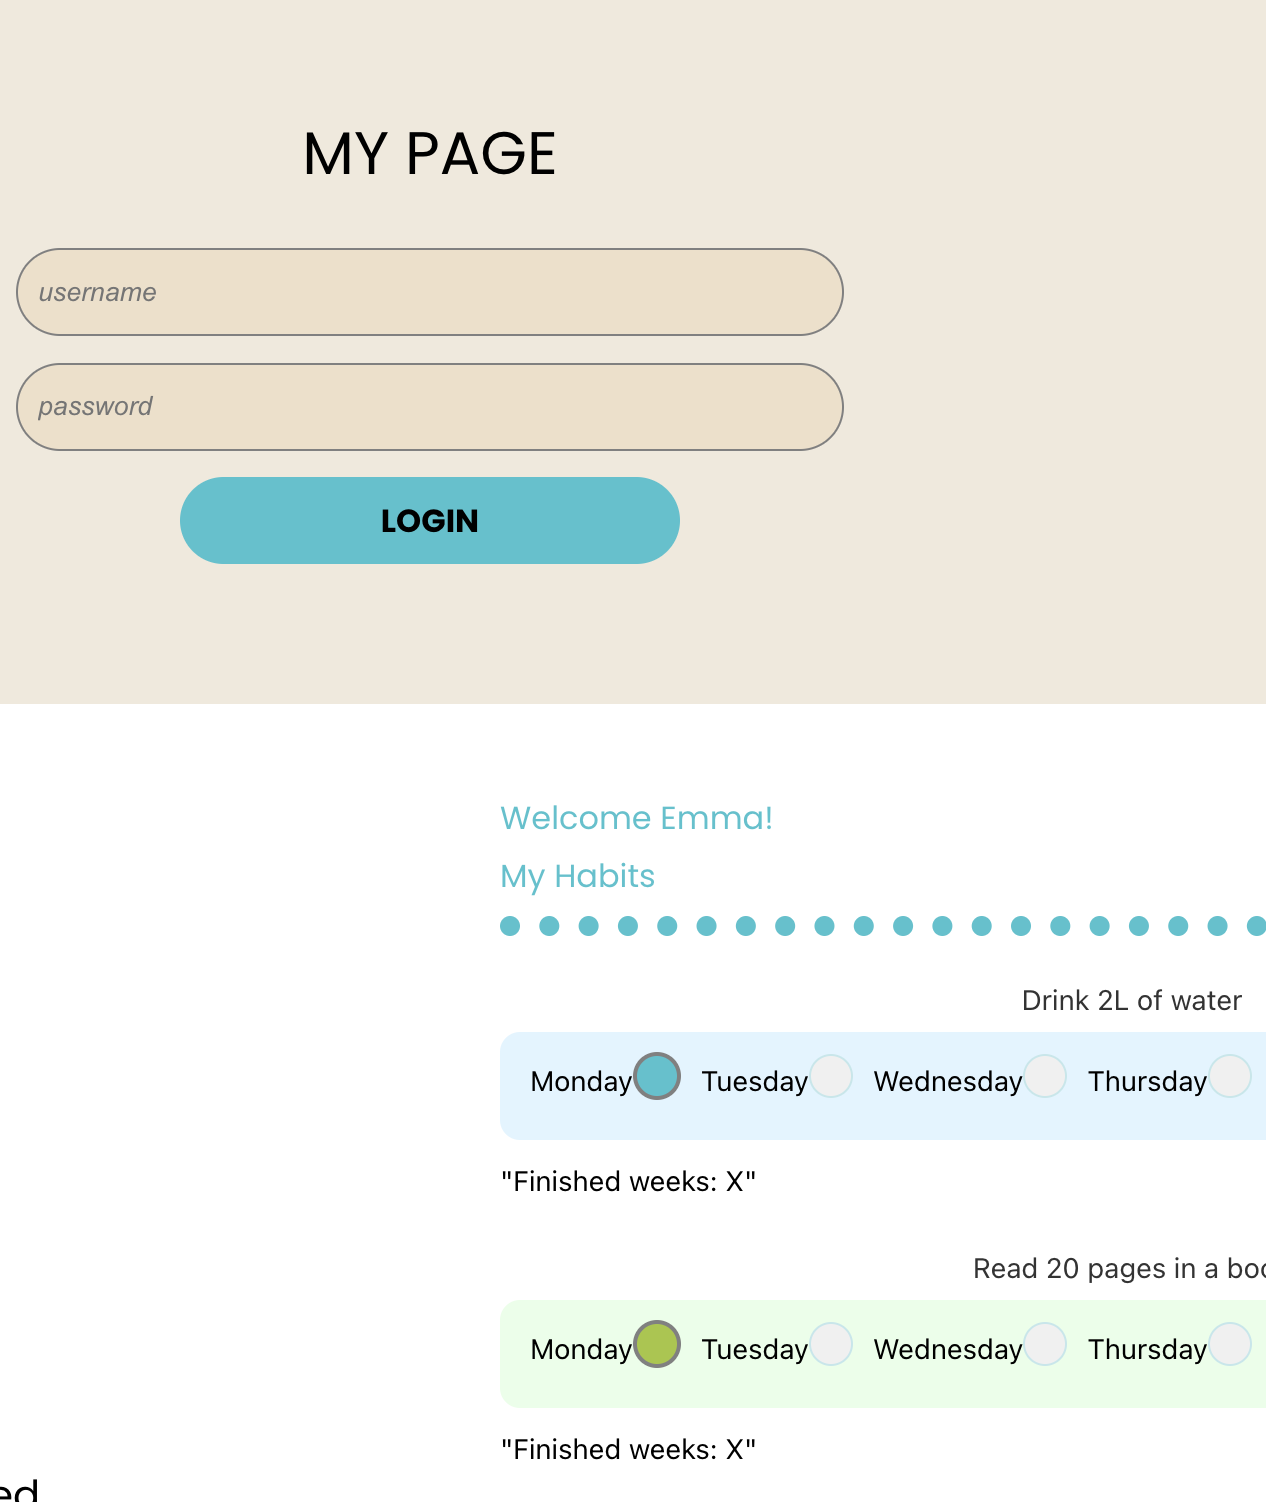 MY PAGE
username
password
LOGIN
Welcome Emma!
My Habits
Drink 2L of water
Monday Tuesday Wednesday Thursday
"Finished weeks: X"
Read 20 pages in a boo
Monday Tuesday Wednesday Thursday
"Finished weeks: X"
ed